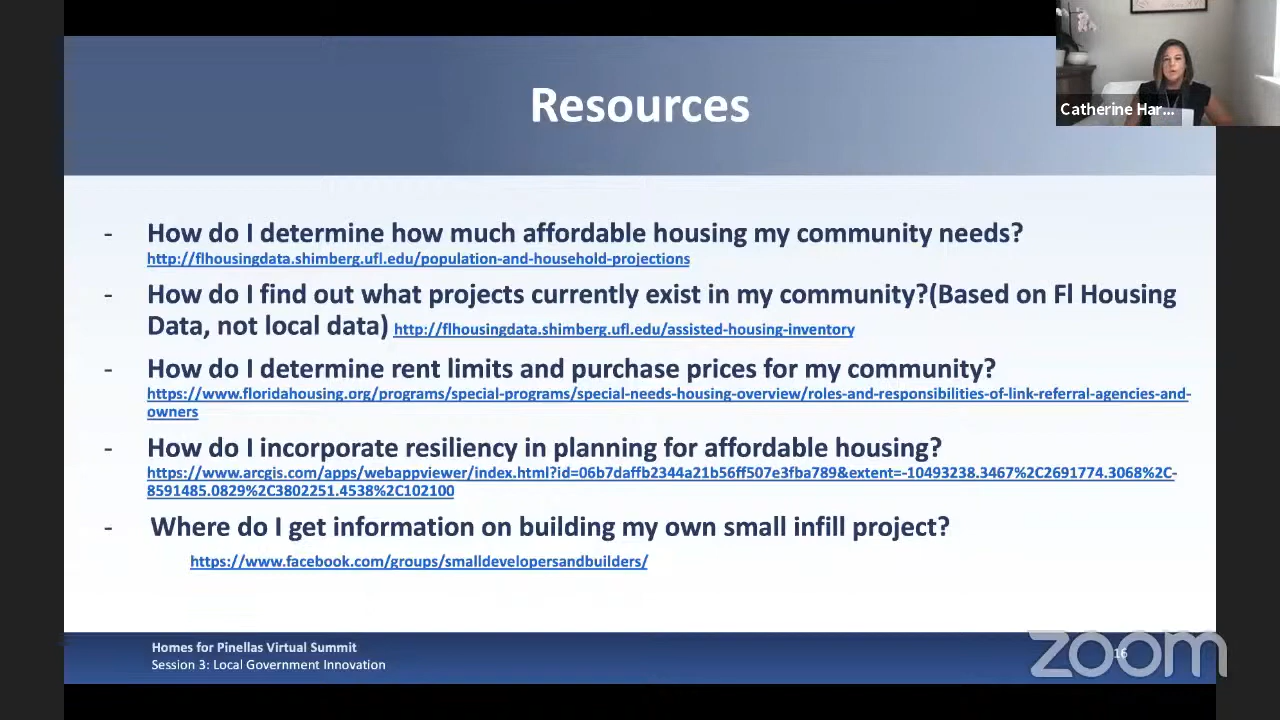 Resources
Catherine Har...
- How do I determine how much affordable housing my community needs?
http://flhousingdata.shimberg.ufl.edu/population-and-household-projections
- How do I find out what projects currently exist in my community?(Based on Fl Housing
Data, not local data) http://flhousingdata.shimberg.ufl.edu/assisted-housing-inventory
- How do I determine rent limits and purchase prices for my community?
https://www.floridahousing.org/programs/special-programs/special-needs-housing-overview/roles-and-responsibilities-of-link-referral-agencies-and-
owners
- How do I incorporate resiliency in planning for affordable housing?
https://www.arcgis.com/apps/webappviewer/index.html?id=06b7daffb2344a21b56ff507e3fba789&extent=-10493238.3467%2C2691774.3068%2C-
8591485.0829%2C3802251.4538%2C102100
- Where do I get information on building my own small infill project?
https://www.facebook.com/groups/smalldevelopersandbuilders/
Homes for Pinellas Virtual Summit
Session 3: Local Government Innovation
16
zoom